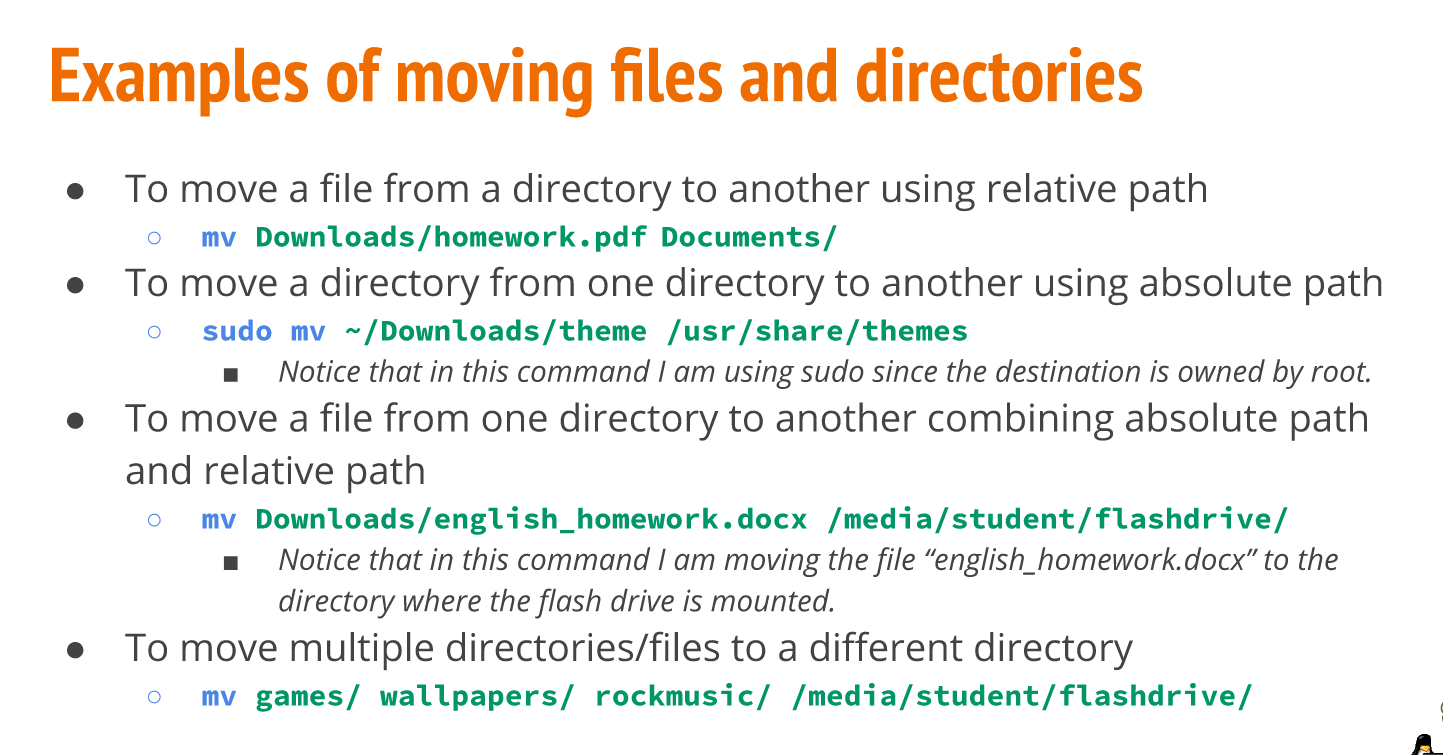 Examples of moving files and directories
● To move a file from a directory to another using relative path
○ mv Downloads/homework.pdf Documents/
● To move a directory from one directory to another using absolute path
○ sudo mv ~/Downloads/theme /usr/share/themes
■ Notice that in this command I am using sudo since the destination is owned by root.
● To move a file from one directory to another combining absolute path
and relative path
○ mv Downloads/english_homework.docx /media/student/flashdrive/
■ Notice that in this command I am moving the file “english_homework.docx” to the
directory where the flash drive is mounted.
● To move multiple directories/files to a different directory
○ mv games/ wallpapers/ rockmusic/ /media/student/flashdrive/